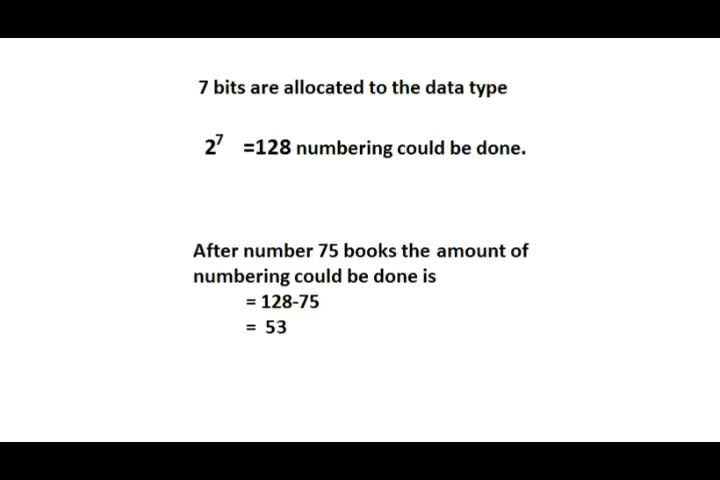 7 bits are allocated to the data type
2⁷ =128 numbering could be done.
After number 75 books the amount of
numbering could be done is
= 128-75
= 53